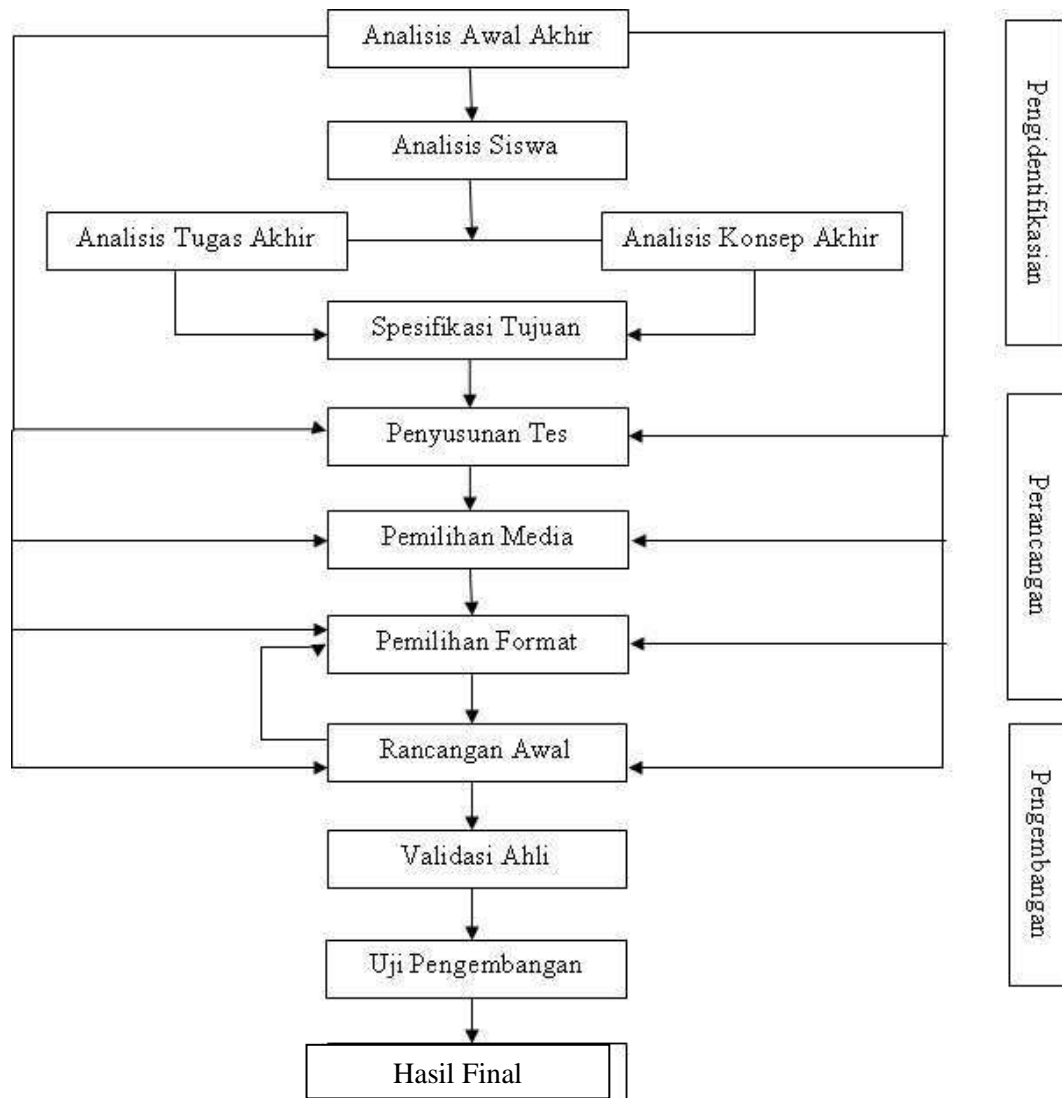 Analisis Awal Akhir
Analisis Siswa
Analisis Tugas Akhir
Analisis Konsep Akhir
Spesifikasi Tujuan
Penyusunan Tes
Pemilihan Media
Pemilihan Format
Rancangan Awal
Validasi Ahli
Uji Pengembangan
Hasil Final
Pengidentifikasian
Perancangan
Pengembangan